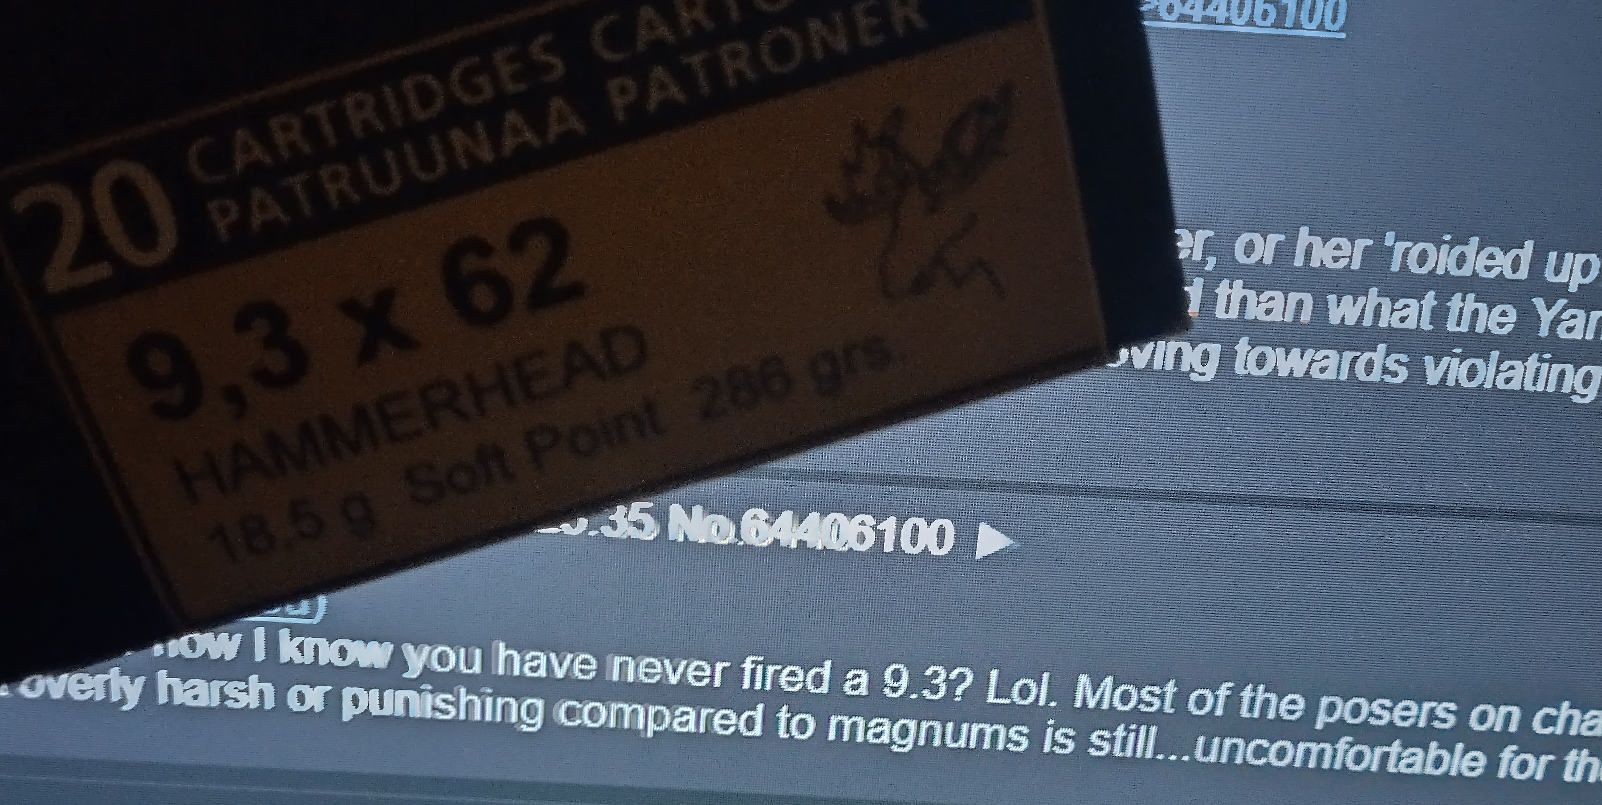 20 CARTRIDGES
PATRUUNAA PATRONER
9,3 x 62
HAMMERHEAD
18.5 g Soft Point 286 grs.
64406100
or her 'roided up
than what the
towards violating
No.64406100 ▶
I know you have never fired a 9.3? Lol. Most of the posers on
overly harsh or punishing compared to magnums is still...uncomfortable for